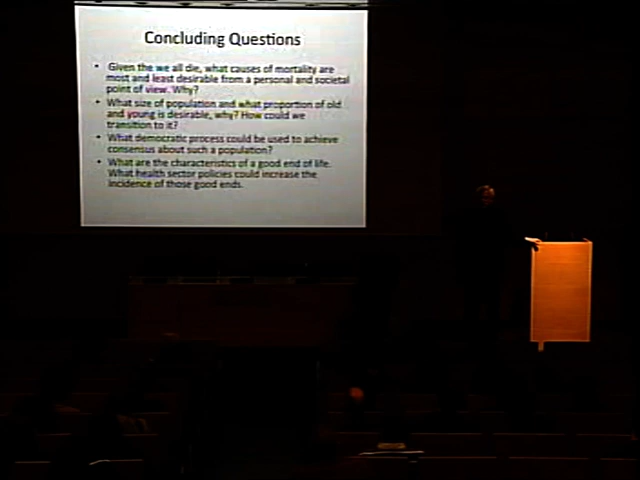 Concluding Questions
• Given the we all die, what causes of mortality are
most and least desirable from a personal and societal
point of view. Why?
• What size of population and what proportion of old
and young is desirable, why? How could we
transition to it?
• What democratic process could be used to achieve
consensus about such a population?
• What are the characteristics of a good end of life.
What health sector policies could increase the
incidence of those good ends.